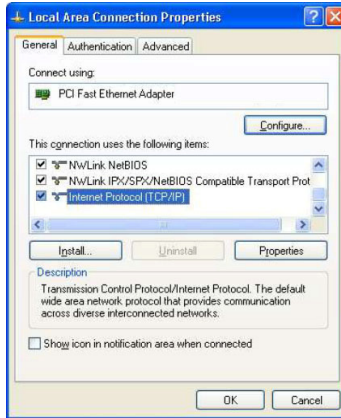 Local Area Connection Properties
General Authentication Advanced
Connect using:
PCI Fast Ethernet Adapter
Configure...
This connection uses the following items:
NWLink NetBIOS
NWLink IPX/SPX/NetBIOS Compatible Transport Prot
Internet Protocol (TCP/IP)
Install... Uninstall Properties
Description
Transmission Control Protocol/Internet Protocol. The default
wide area network protocol that provides communication
across diverse interconnected networks.
Show icon in notification area when connected
OK Cancel